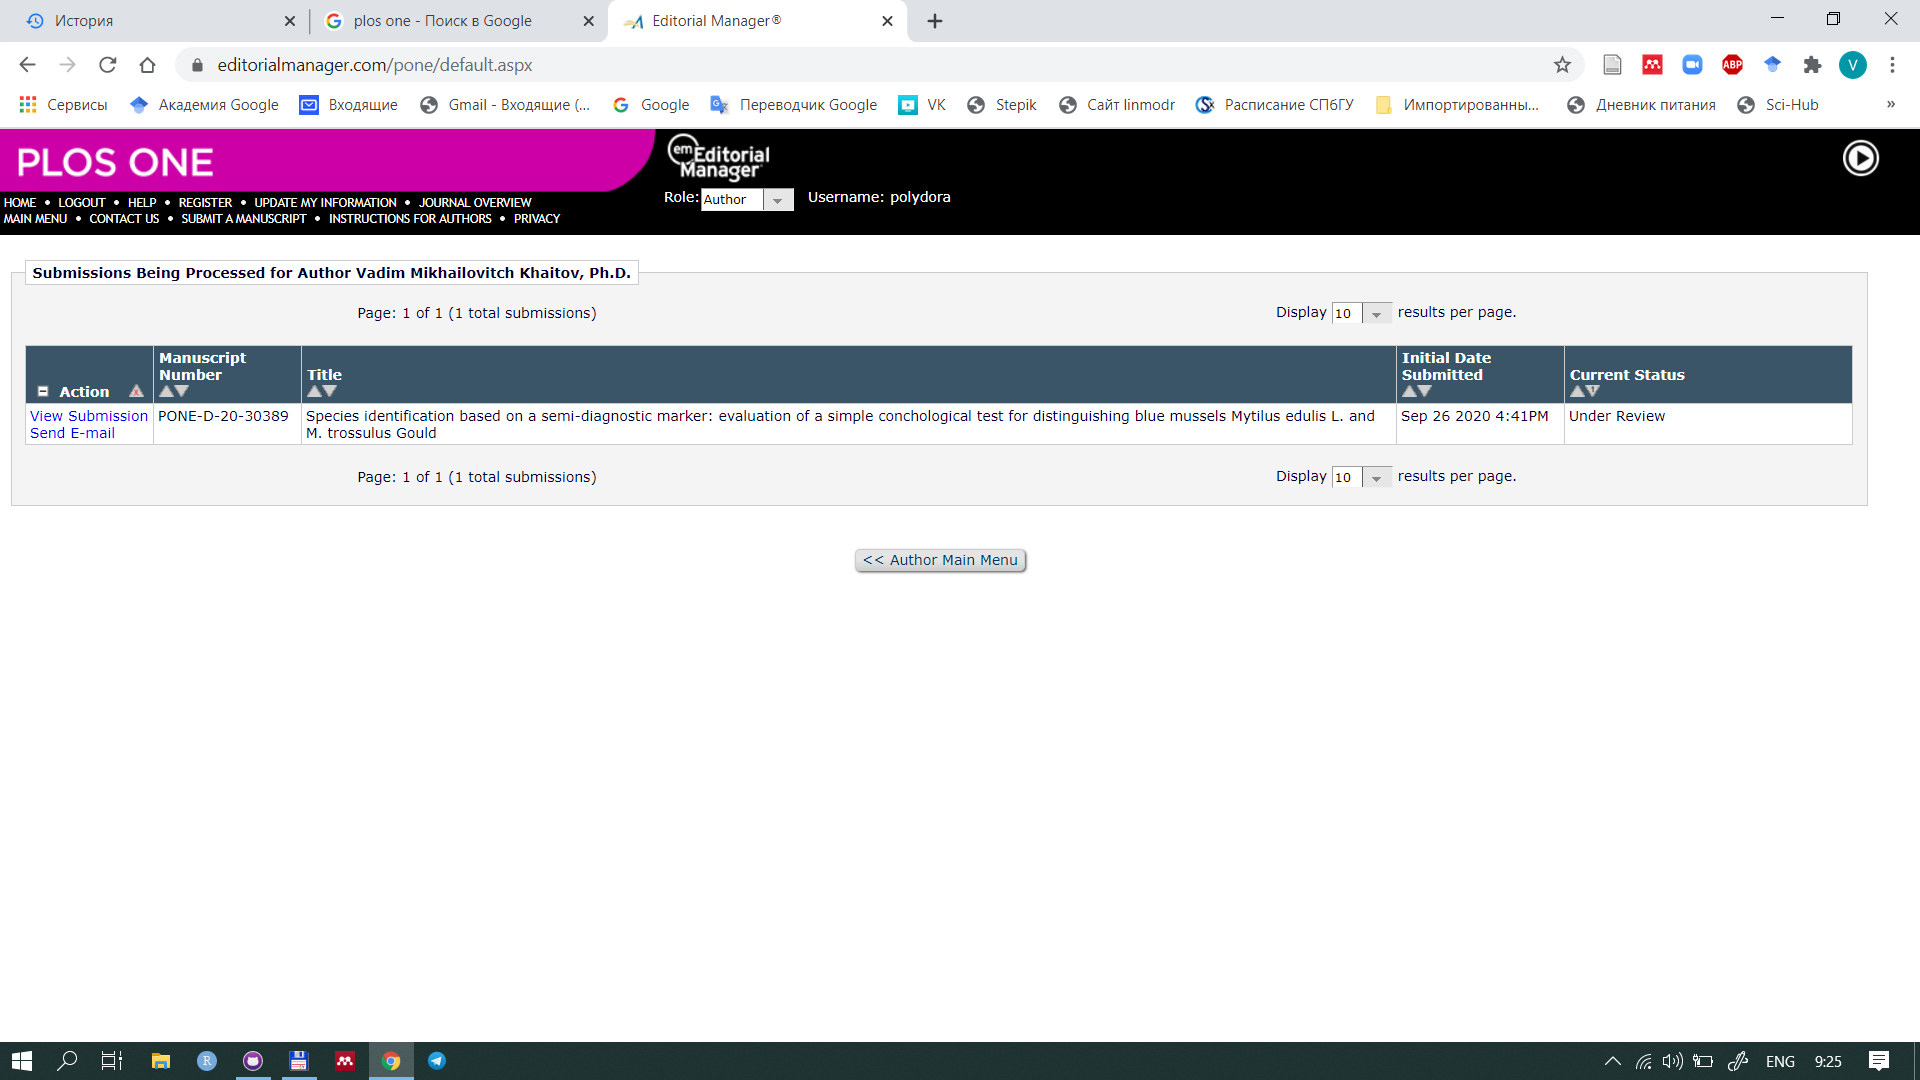 История
plos one - Поиск в Google
Editorial Manager®
editorialmanager.com/pone/default.aspx
ABP
V
Сервисы
Академия Google
Входящие
Gmail - Входящие (...
Google
Переводчик Google
VK
Stepik
Сайт linmodr
Расписание СПбГУ
Импортированны...
Дневник питания
Sci-Hub
»
PLOS ONE
em Editorial
Manager
HOME • LOGOUT • HELP • REGISTER • UPDATE MY INFORMATION • JOURNAL OVERVIEW
MAIN MENU • CONTACT US • SUBMIT A MANUSCRIPT • INSTRUCTIONS FOR AUTHORS • PRIVACY
Role: Author Username: polydora
Submissions Being Processed for Author Vadim Mikhailovitch Khaitov, Ph.D.
Page: 1 of 1 (1 total submissions)
Display 10 results per page.
Action
Manuscript
Number
Title
Initial Date
Submitted
Current Status
View Submission
Send E-mail
PONE-D-20-30389
Species identification based on a semi-diagnostic marker: evaluation of a simple conchological test for distinguishing blue mussels Mytilus edulis L. and
M. trossulus Gould
Sep 26 2020 4:41PM
Under Review
Page: 1 of 1 (1 total submissions)
Display 10 results per page.
<< Author Main Menu
R
ENG
9:25